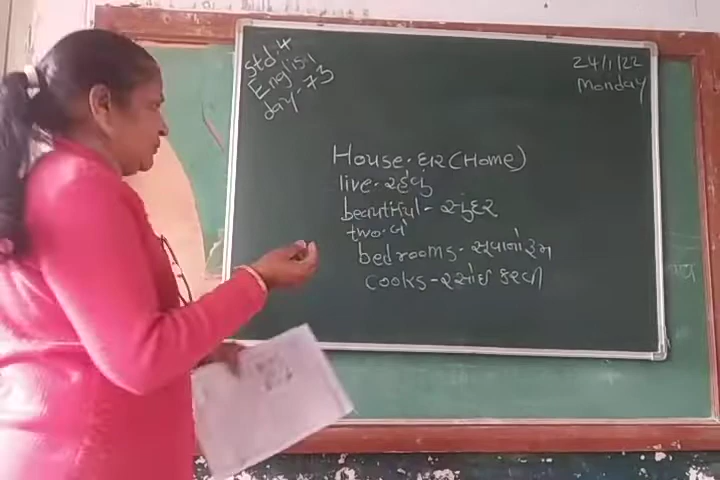 std:4
English
day-73
24/1/22
Monday
House - ઘર (Home)
live - રહેવું
beautiful - સુંદર
two - બે
bedrooms - સૂવાનો રૂમ
cooks - રસોઈ કરવી